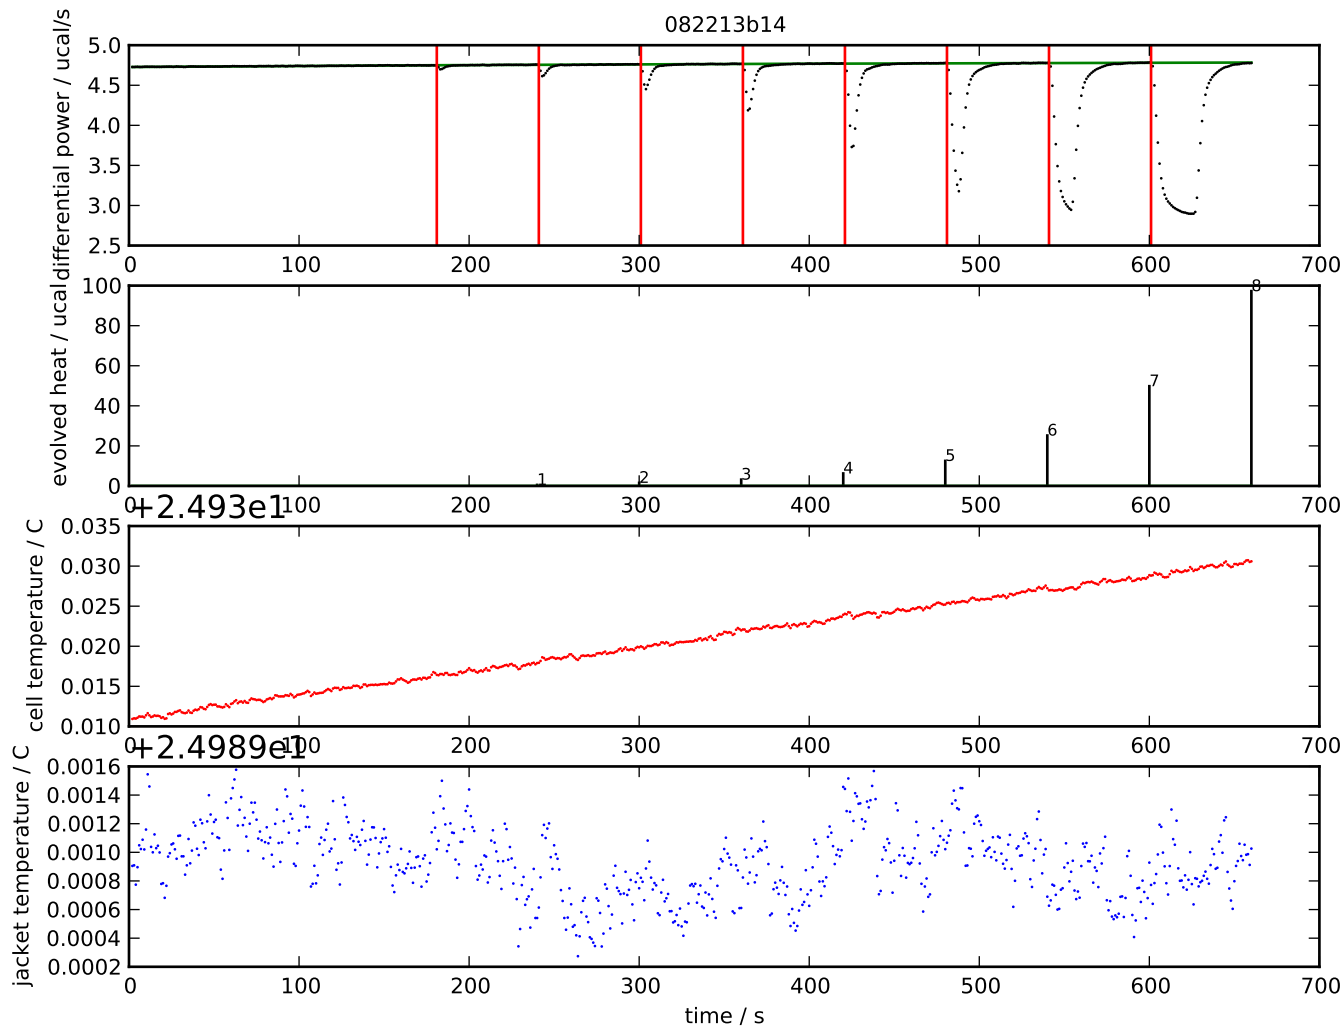 082213b14
differential power / ucal/s
5.0
4.5
4.0
3.5
3.0
2.5
0 100 200 300 400 500 600 700
evolved heat / ucal
100
80
60
40
20
0
1 2 3 4 5 6 7 8
0 100 200 300 400 500 600 700
+2.493e1
cell temperature / C
0.035
0.030
0.025
0.020
0.015
0.010
0 100 200 300 400 500 600 700
+2.4989e1
jacket temperature / C
0.0016
0.0014
0.0012
0.0010
0.0008
0.0006
0.0004
0.0002
0 100 200 300 400 500 600 700
time / s